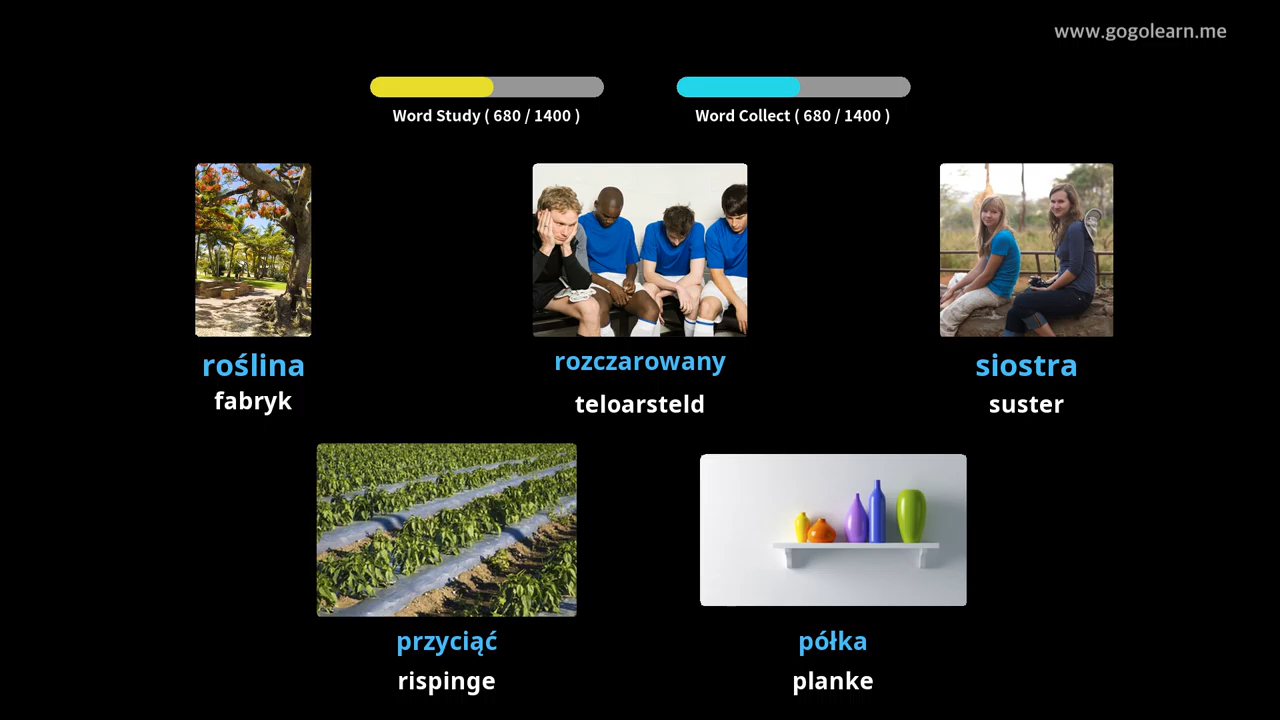 www.gogolearn.me
Word Study ( 680 / 1400 )
Word Collect ( 680 / 1400 )
roślina
fabryk
rozczarowany
teloarsteld
siostra
suster
przyciąć
rispinge
półka
planke